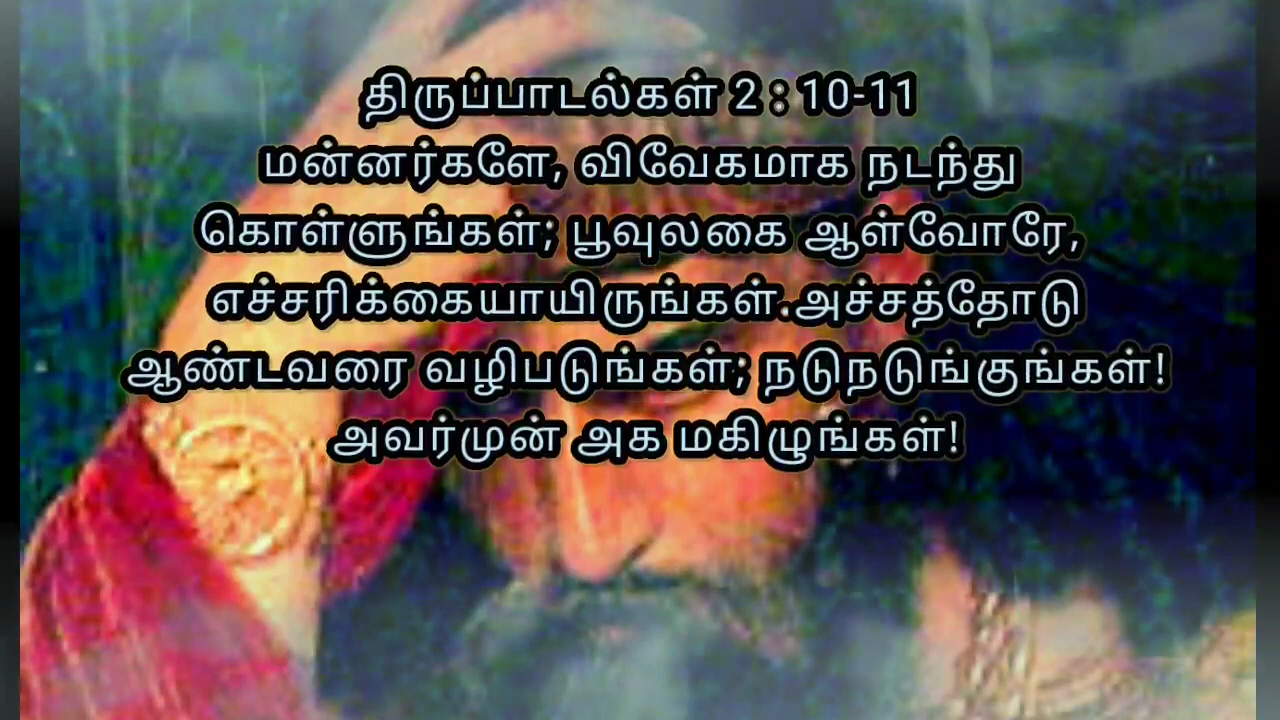 திருப்பாடல்கள் 2 : 10-11
மன்னர்களே, விவேகமாக நடந்து
கொள்ளுங்கள்; பூவுலகை ஆள்வோரே,
எச்சரிக்கையாயிருங்கள்.அச்சத்தோடு
ஆண்டவரை வழிபடுங்கள்; நடுநடுங்குங்கள்!
அவர்முன் அக மகிழுங்கள்!